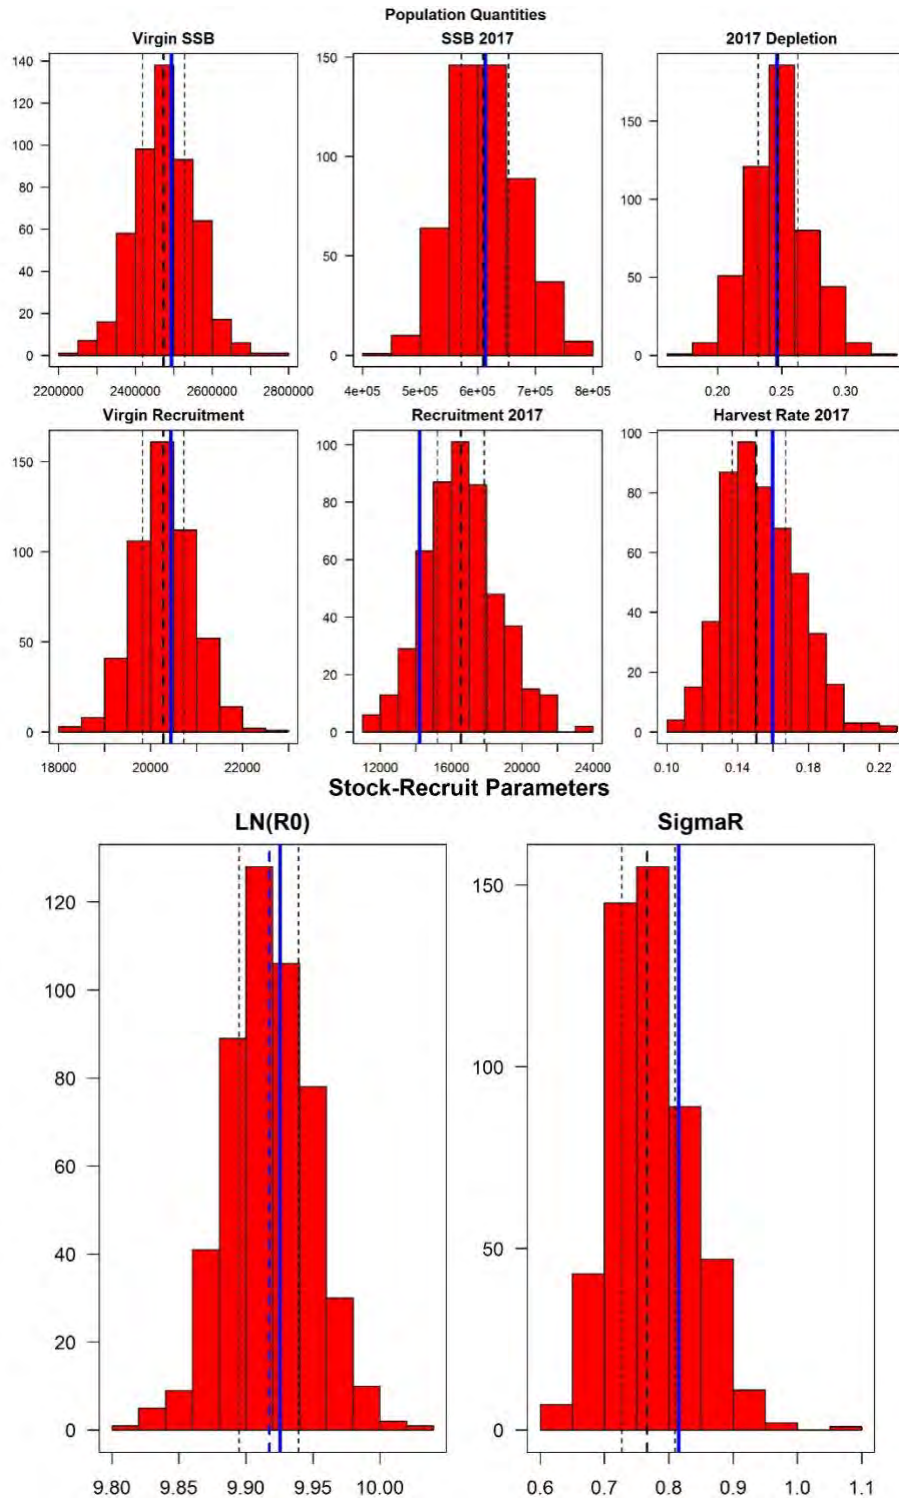 Population Quantities
Virgin SSB
SSB 2017
2017 Depletion
140
120
100
80
60
40
20
0
2200000 2400000 2600000 2800000
150
100
50
0
4e+05 5e+05 6e+05 7e+05 8e+05
150
100
50
0
0.20 0.25 0.30
Virgin Recruitment
Recruitment 2017
Harvest Rate 2017
150
100
50
0
18000 20000 22000
100
80
60
40
20
0
12000 16000 20000 24000
100
80
60
40
20
0
0.10 0.14 0.18 0.22
Stock-Recruit Parameters
LN(R0)
SigmaR
120
100
80
60
40
20
0
9.80 9.85 9.90 9.95 10.00
150
100
50
0
0.6 0.7 0.8 0.9 1.0 1.1